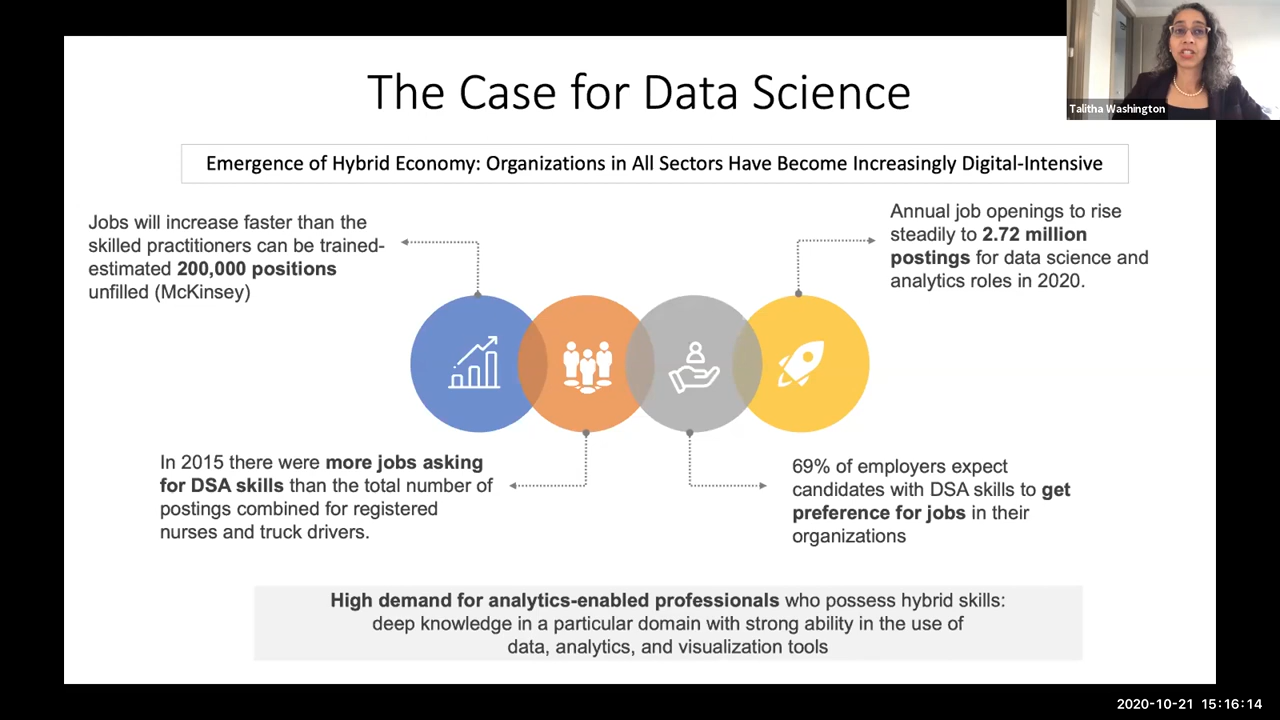 The Case for Data Science
Talitha Washington
Emergence of Hybrid Economy: Organizations in All Sectors Have Become Increasingly Digital-Intensive
Jobs will increase faster than the
skilled practitioners can be trained-
estimated 200,000 positions
unfilled (McKinsey)
Annual job openings to rise
steadily to 2.72 million
postings for data science and
analytics roles in 2020.
In 2015 there were more jobs asking
for DSA skills than the total number of
postings combined for registered
nurses and truck drivers.
69% of employers expect
candidates with DSA skills to get
preference for jobs in their
organizations
High demand for analytics-enabled professionals who possess hybrid skills:
deep knowledge in a particular domain with strong ability in the use of
data, analytics, and visualization tools
2020-10-21 15:16:14